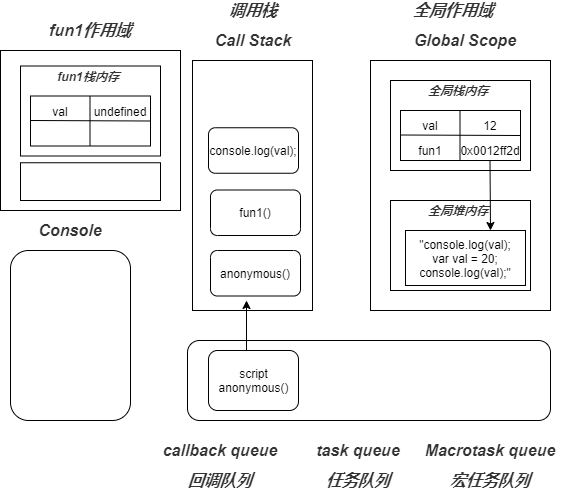 fun1作用域
fun1栈内存
val undefined
Console
调用栈
Call Stack
console.log(val);
fun1()
anonymous()
script
anonymous()
全局作用域
Global Scope
全局栈内存
val 12
fun1 0x0012ff2d
全局堆内存
"console.log(val);
var val = 20;
console.log(val);"
callback queue task queue Macrotask queue
回调队列 任务队列 宏任务队列